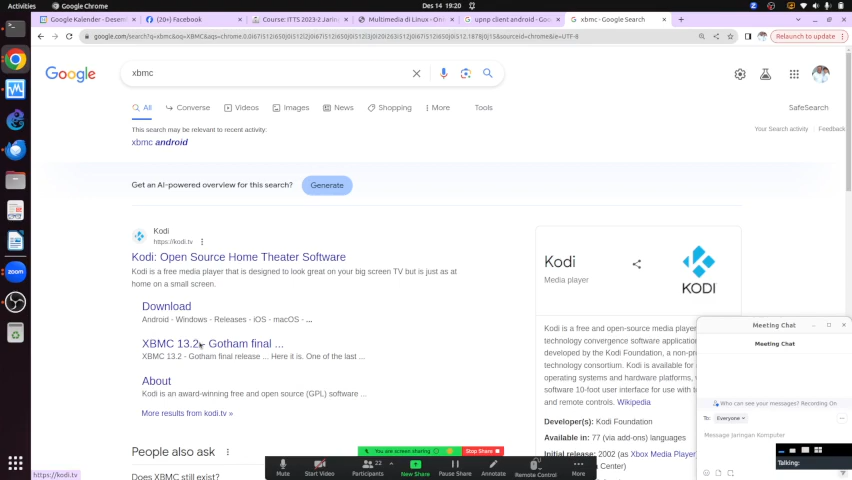 Activities
Google Chrome
Des 14 19:20
Google Kalender - Desem
(20+) Facebook
Course: ITTS 2023-2 Jarin
Multimedia di Linux - Onn
upnp client android - Goo
xbmc - Google Search
Relaunch to update
xbmc
Google
All
Converse
Videos
Images
News
Shopping
More
Tools
SafeSearch
This search may be relevant to recent activity:
xbmc android
Your Search activity
Feedback
Get an AI-powered overview for this search?
Generate
Kodi
https://kodi.tv
Kodi: Open Source Home Theater Software
Kodi is a free media player that is designed to look great on your big screen TV but is just as at
home on a small screen.
Download
Android - Windows - Releases - iOS - macOS - ...
XBMC 13.2 - Gotham final ...
XBMC 13.2 - Gotham final release ... Here it is. One of the last ...
About
Kodi is an award-winning free and open source (GPL) software ...
More results from kodi.tv »
People also ask
Does XBMC still exist?
Kodi
Media player
KODI
Kodi is a free and open-source media player
technology convergence software applicat
developed by the Kodi Foundation, a non-pr
technology consortium. Kodi is available fo
operating systems and hardware platforms,
software 10-foot user interface for use with t
and remote controls. Wikipedia
Developer(s): Kodi Foundation
Available in: 77 (via add-ons) languages
Initial release: 2002 (as Xbox Media Player
Meeting Chat
Meeting Chat
Who can see your messages? Recording On
To:
Everyone
Message Jaringan Komputer
Talking:
You are screen sharing
Stop Share
Mute
Start Video
22
Participants
New Share
Pause Share
Annotate
Remote Control
More
zoom
https://kodi.tv